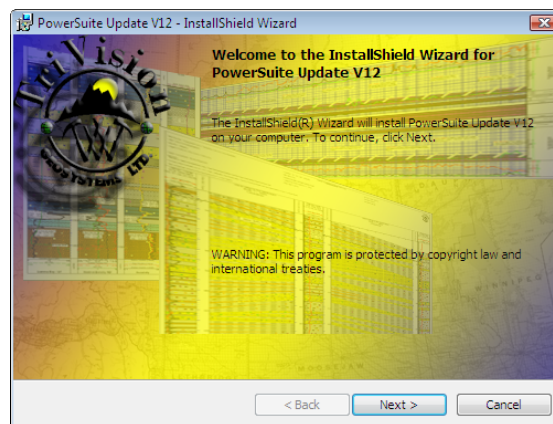 PowerSuite Update V12 - InstallShield Wizard
TriVision
GEOSYSTEMS LTD.
Welcome to the InstallShield Wizard for
PowerSuite Update V12
The InstallShield(R) Wizard will install PowerSuite Update V12
on your computer. To continue, click Next.
WARNING: This program is protected by copyright law and
international treaties.
< Back
Next >
Cancel